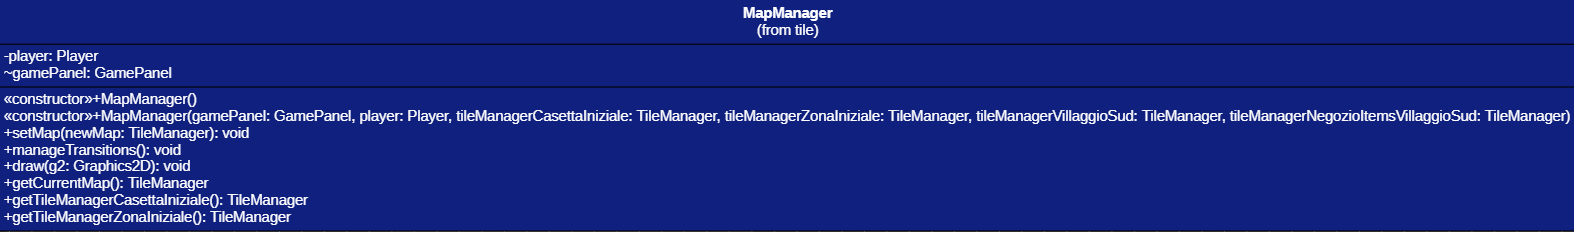 MapManager
(from tile)
-player: Player
~gamePanel: GamePanel
«constructor»+MapManager()
«constructor»+MapManager(gamePanel: GamePanel, player: Player, tileManagerCasettaIniziale: TileManager, tileManagerZonaIniziale: TileManager, tileManagerVillaggioSud: TileManager, tileManagerNegozioItemsVillaggioSud: TileManager)
+setMap(newMap: TileManager): void
+manageTransitions(): void
+draw(g2: Graphics2D): void
+getCurrentMap(): TileManager
+getTileManagerCasettaIniziale(): TileManager
+getTileManagerZonaIniziale(): TileManager